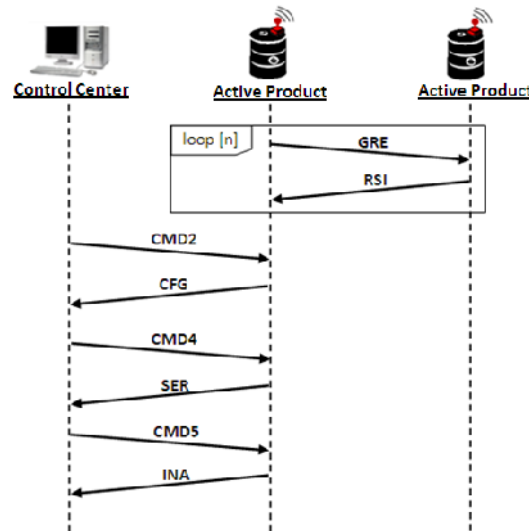 Control Center Active Product Active Product
loop [n]
GRE
RSI
CMD2
CFG
CMD4
SER
CMD5
INA